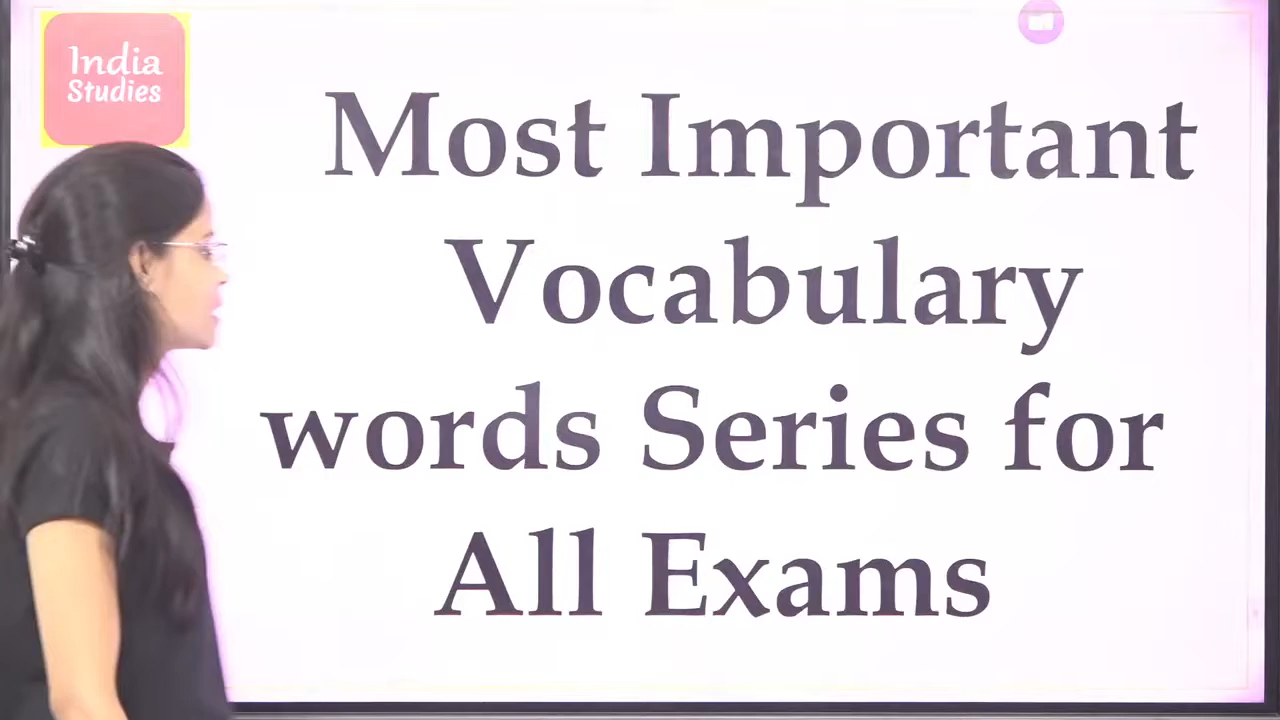 India
Studies
Most Important
Vocabulary
words Series for
All Exams